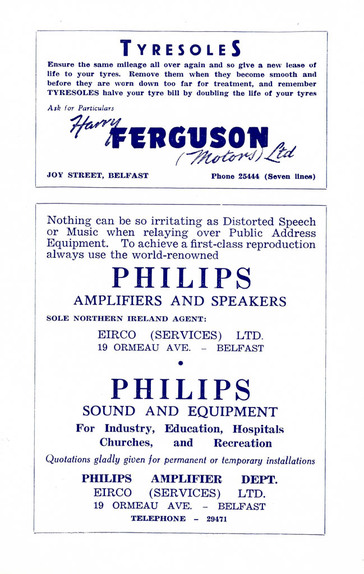 TYRESOLES
Ensure the same mileage all over again and so give a new lease of
life to your tyres. Remove them when they become smooth and
before they are worn down too far for treatment, and remember
TYRESOLES halve your tyre bill by doubling the life of your tyres
Ask for Particulars
Harry
FERGUSON
(Motors) Ltd
JOY STREET, BELFAST Phone 25444 (Seven lines)
Nothing can be so irritating as Distorted Speech
or Music when relaying over Public Address
Equipment. To achieve a first-class reproduction
always use the world-renowned
PHILIPS
AMPLIFIERS AND SPEAKERS
SOLE NORTHERN IRELAND AGENT:
EIRCO (SERVICES) LTD.
19 ORMEAU AVE. – BELFAST
•
PHILIPS
SOUND AND EQUIPMENT
For Industry, Education, Hospitals
Churches, and Recreation
Quotations gladly given for permanent or temporary installations
PHILIPS AMPLIFIER DEPT.
EIRCO (SERVICES) LTD.
19 ORMEAU AVE. – BELFAST
TELEPHONE – 29471